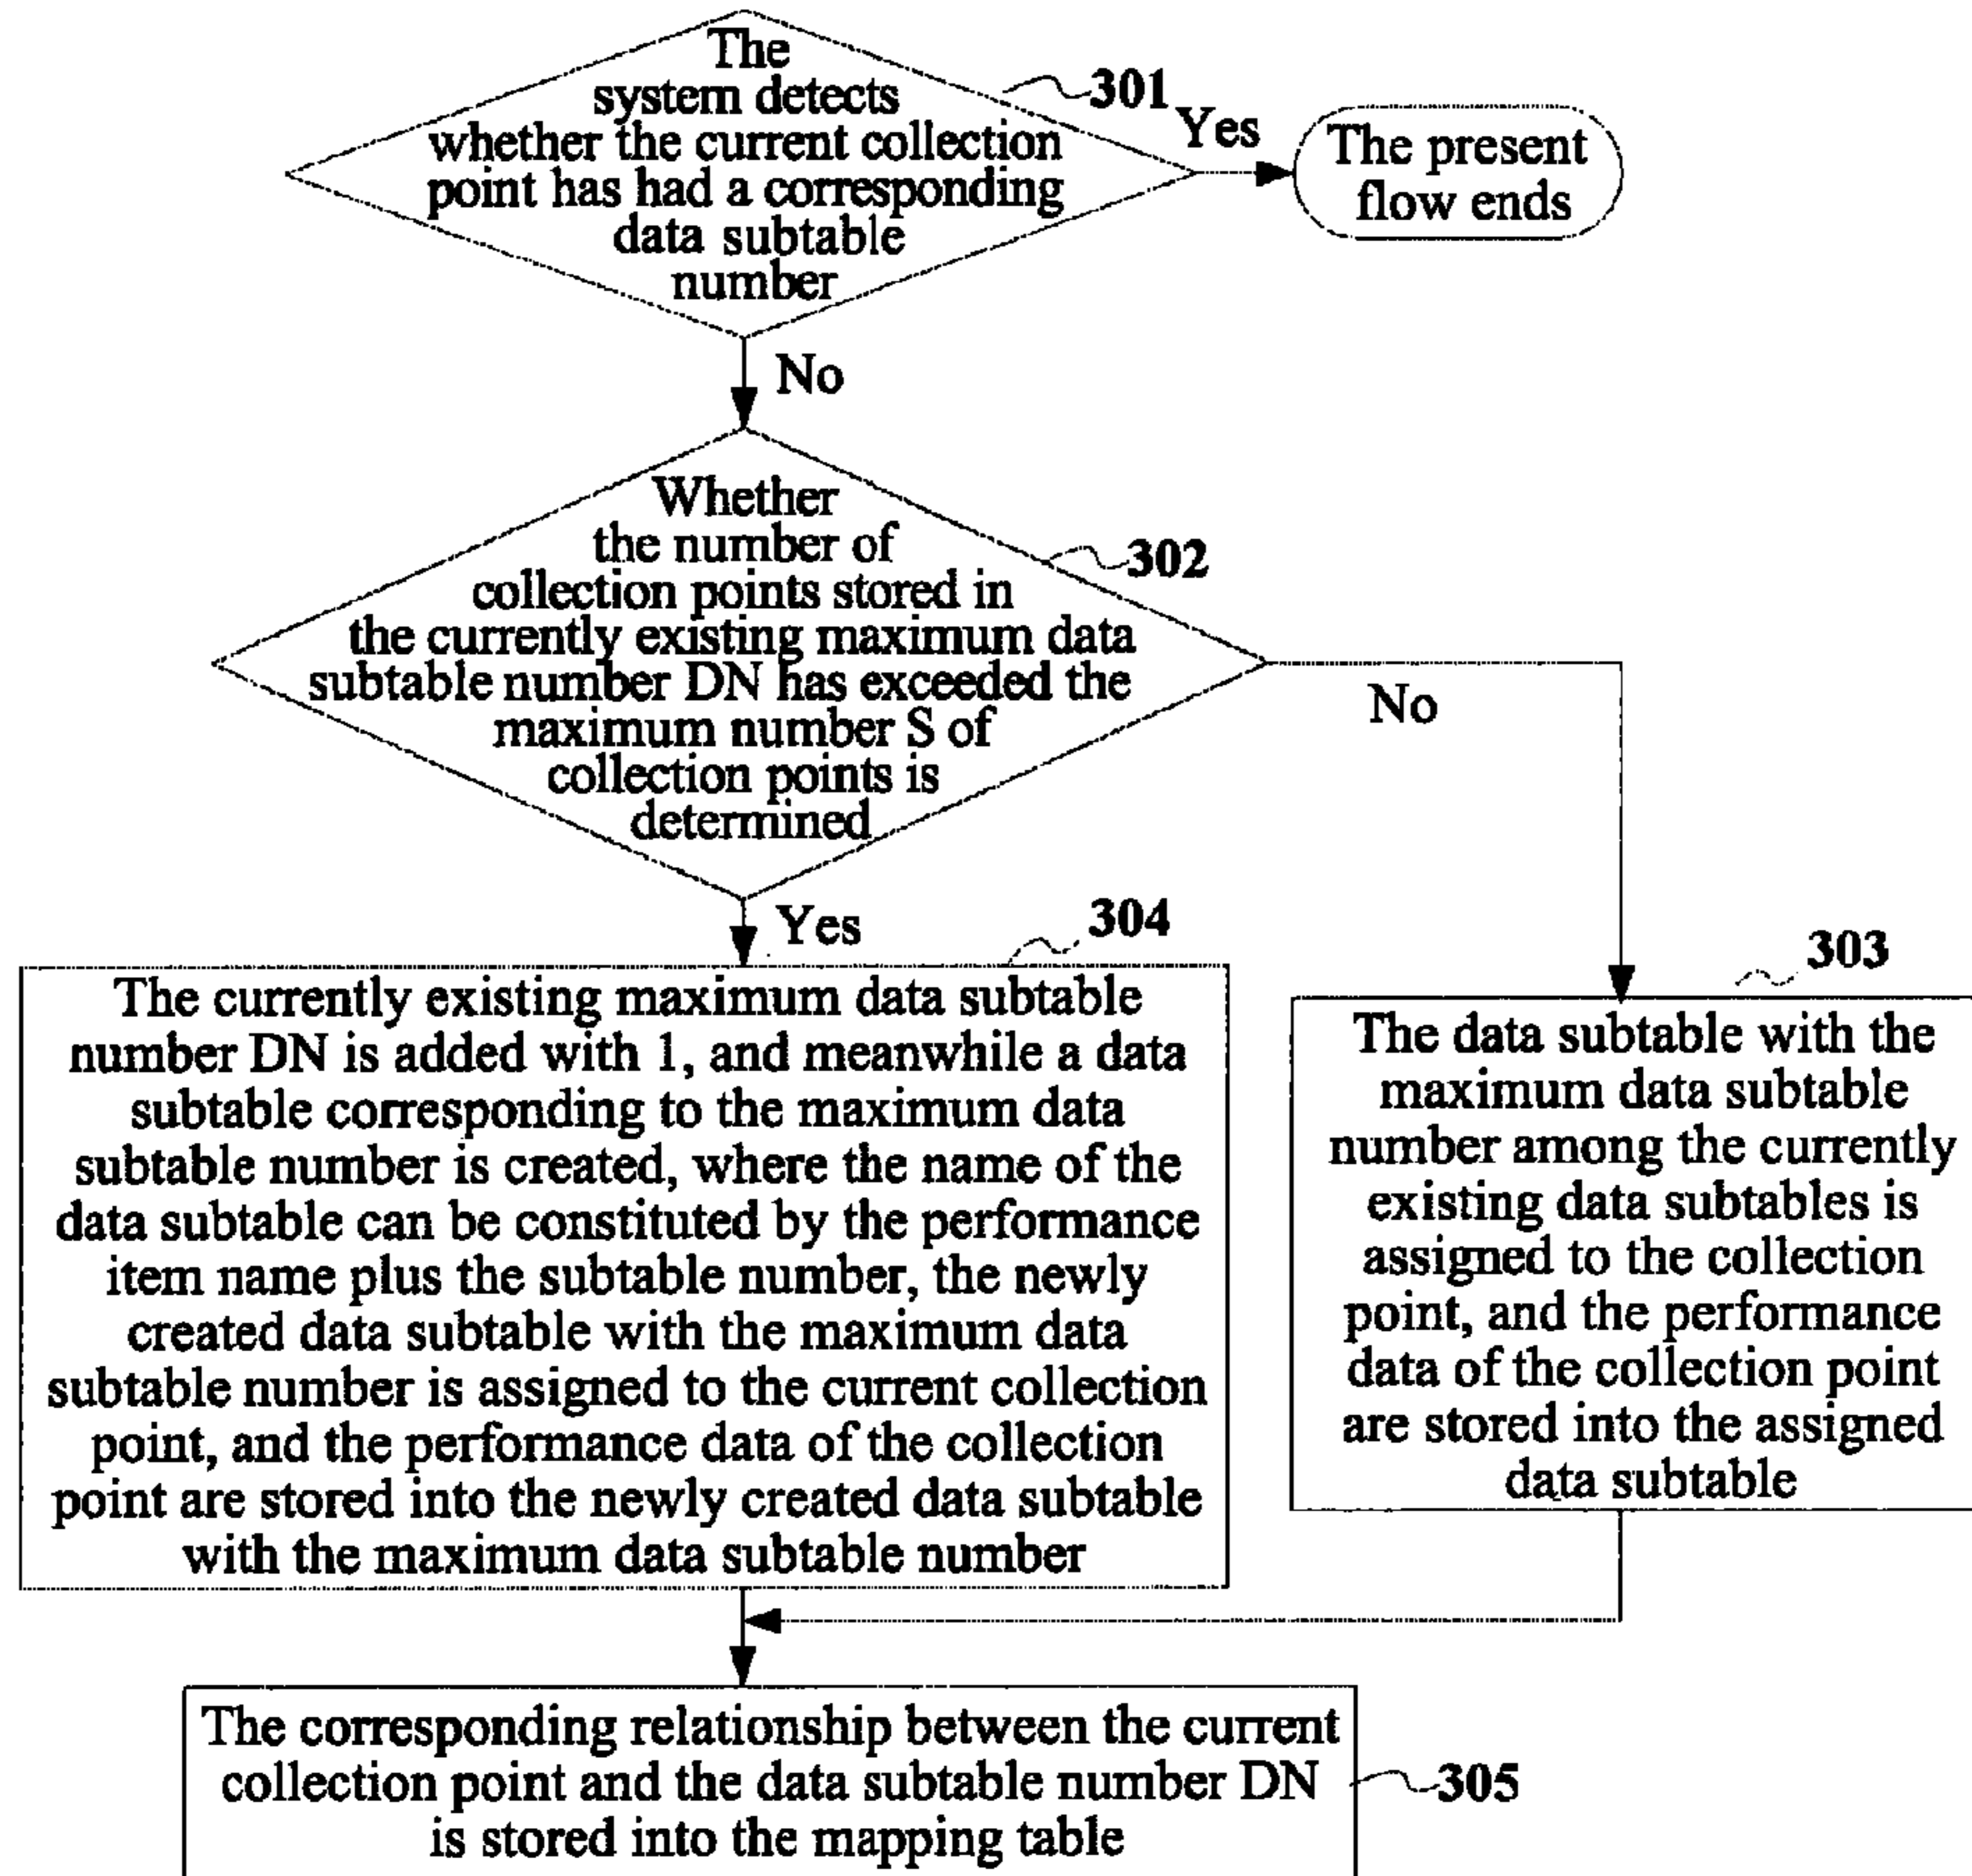 The
system detects
whether the current collection
point has had a corresponding
data subtable
number
301
Yes
The present
flow ends
No
Whether
the number of
collection points stored in
the currently existing maximum data
subtable number DN has exceeded the
maximum number S of
collection points is
determined
302
No
Yes
304
The currently existing maximum data subtable
number DN is added with 1, and meanwhile a data
subtable corresponding to the maximum data
subtable number is created, where the name of the
data subtable can be constituted by the performance
item name plus the subtable number, the newly
created data subtable with the maximum data
subtable number is assigned to the current collection
point, and the performance data of the collection
point are stored into the newly created data subtable
with the maximum data subtable number
303
The data subtable with the
maximum data subtable
number among the currently
existing data subtables is
assigned to the collection
point, and the performance
data of the collection point
are stored into the assigned
data subtable
The corresponding relationship between the current
collection point and the data subtable number DN
is stored into the mapping table
305